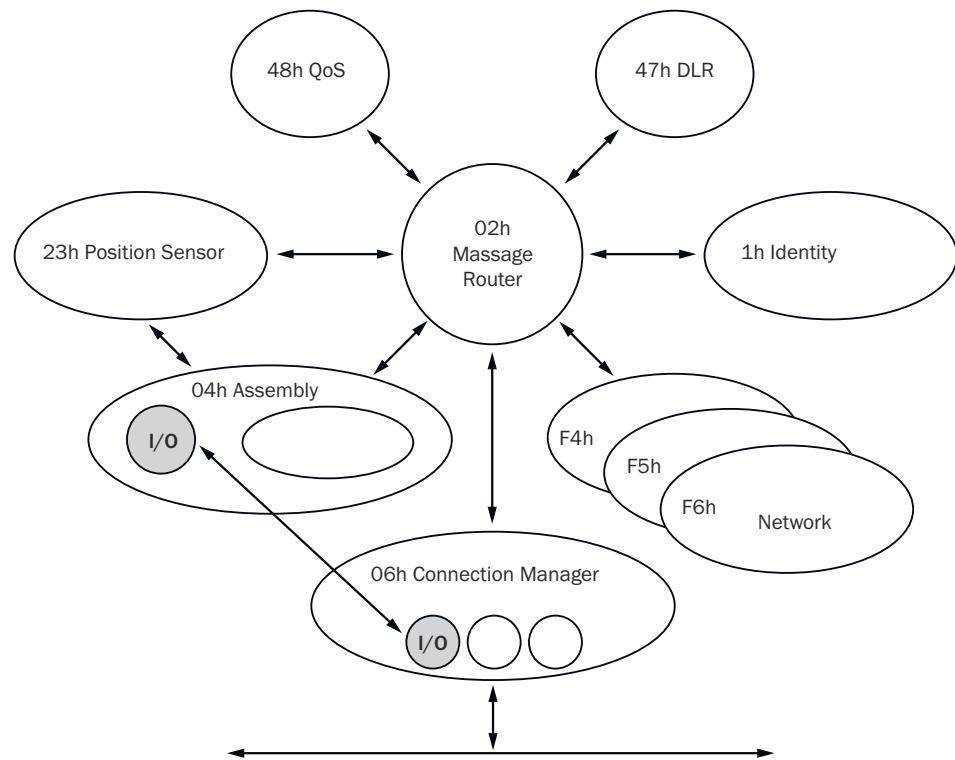 48h QoS
47h DLR
02h
Massage
Router
23h Position Sensor
1h Identity
04h Assembly
I/O
F4h
F5h
F6h
Network
06h Connection Manager
I/O